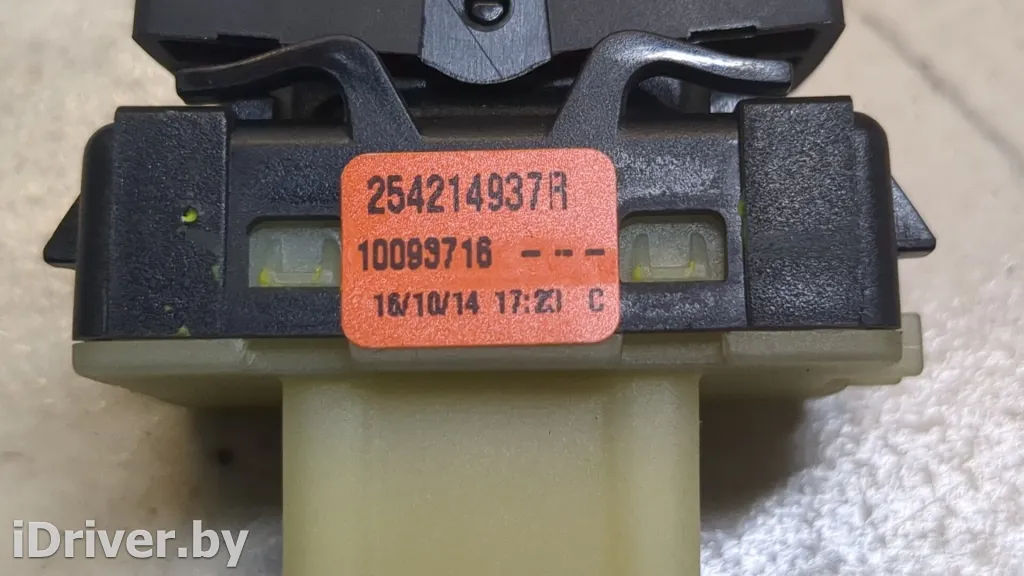 254214937R
10093716 ---
16/10/14 17:20 C
iDriver.by